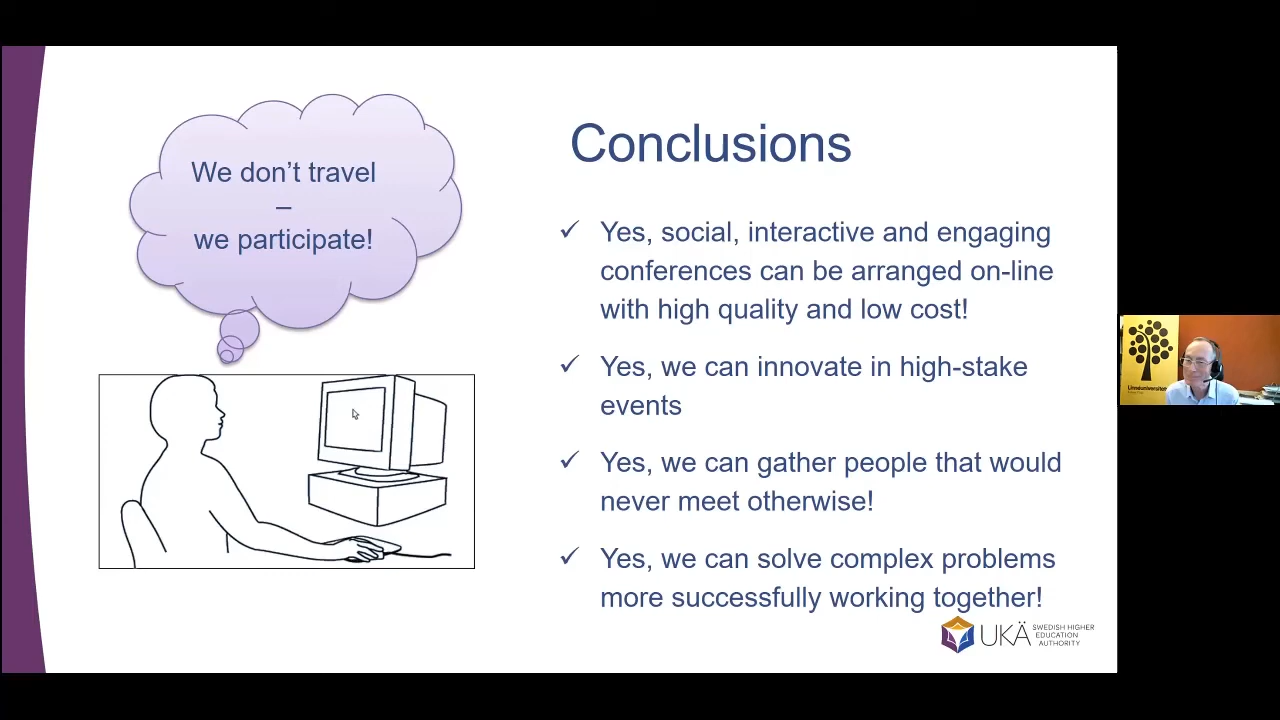 We don't travel
–
we participate!
Conclusions
✓ Yes, social, interactive and engaging
conferences can be arranged on-line
with high quality and low cost!
✓ Yes, we can innovate in high-stake
events
✓ Yes, we can gather people that would
never meet otherwise!
✓ Yes, we can solve complex problems
more successfully working together!
UKÄ
SWEDISH HIGHER
EDUCATION
AUTHORITY
Linnéuniversitetet